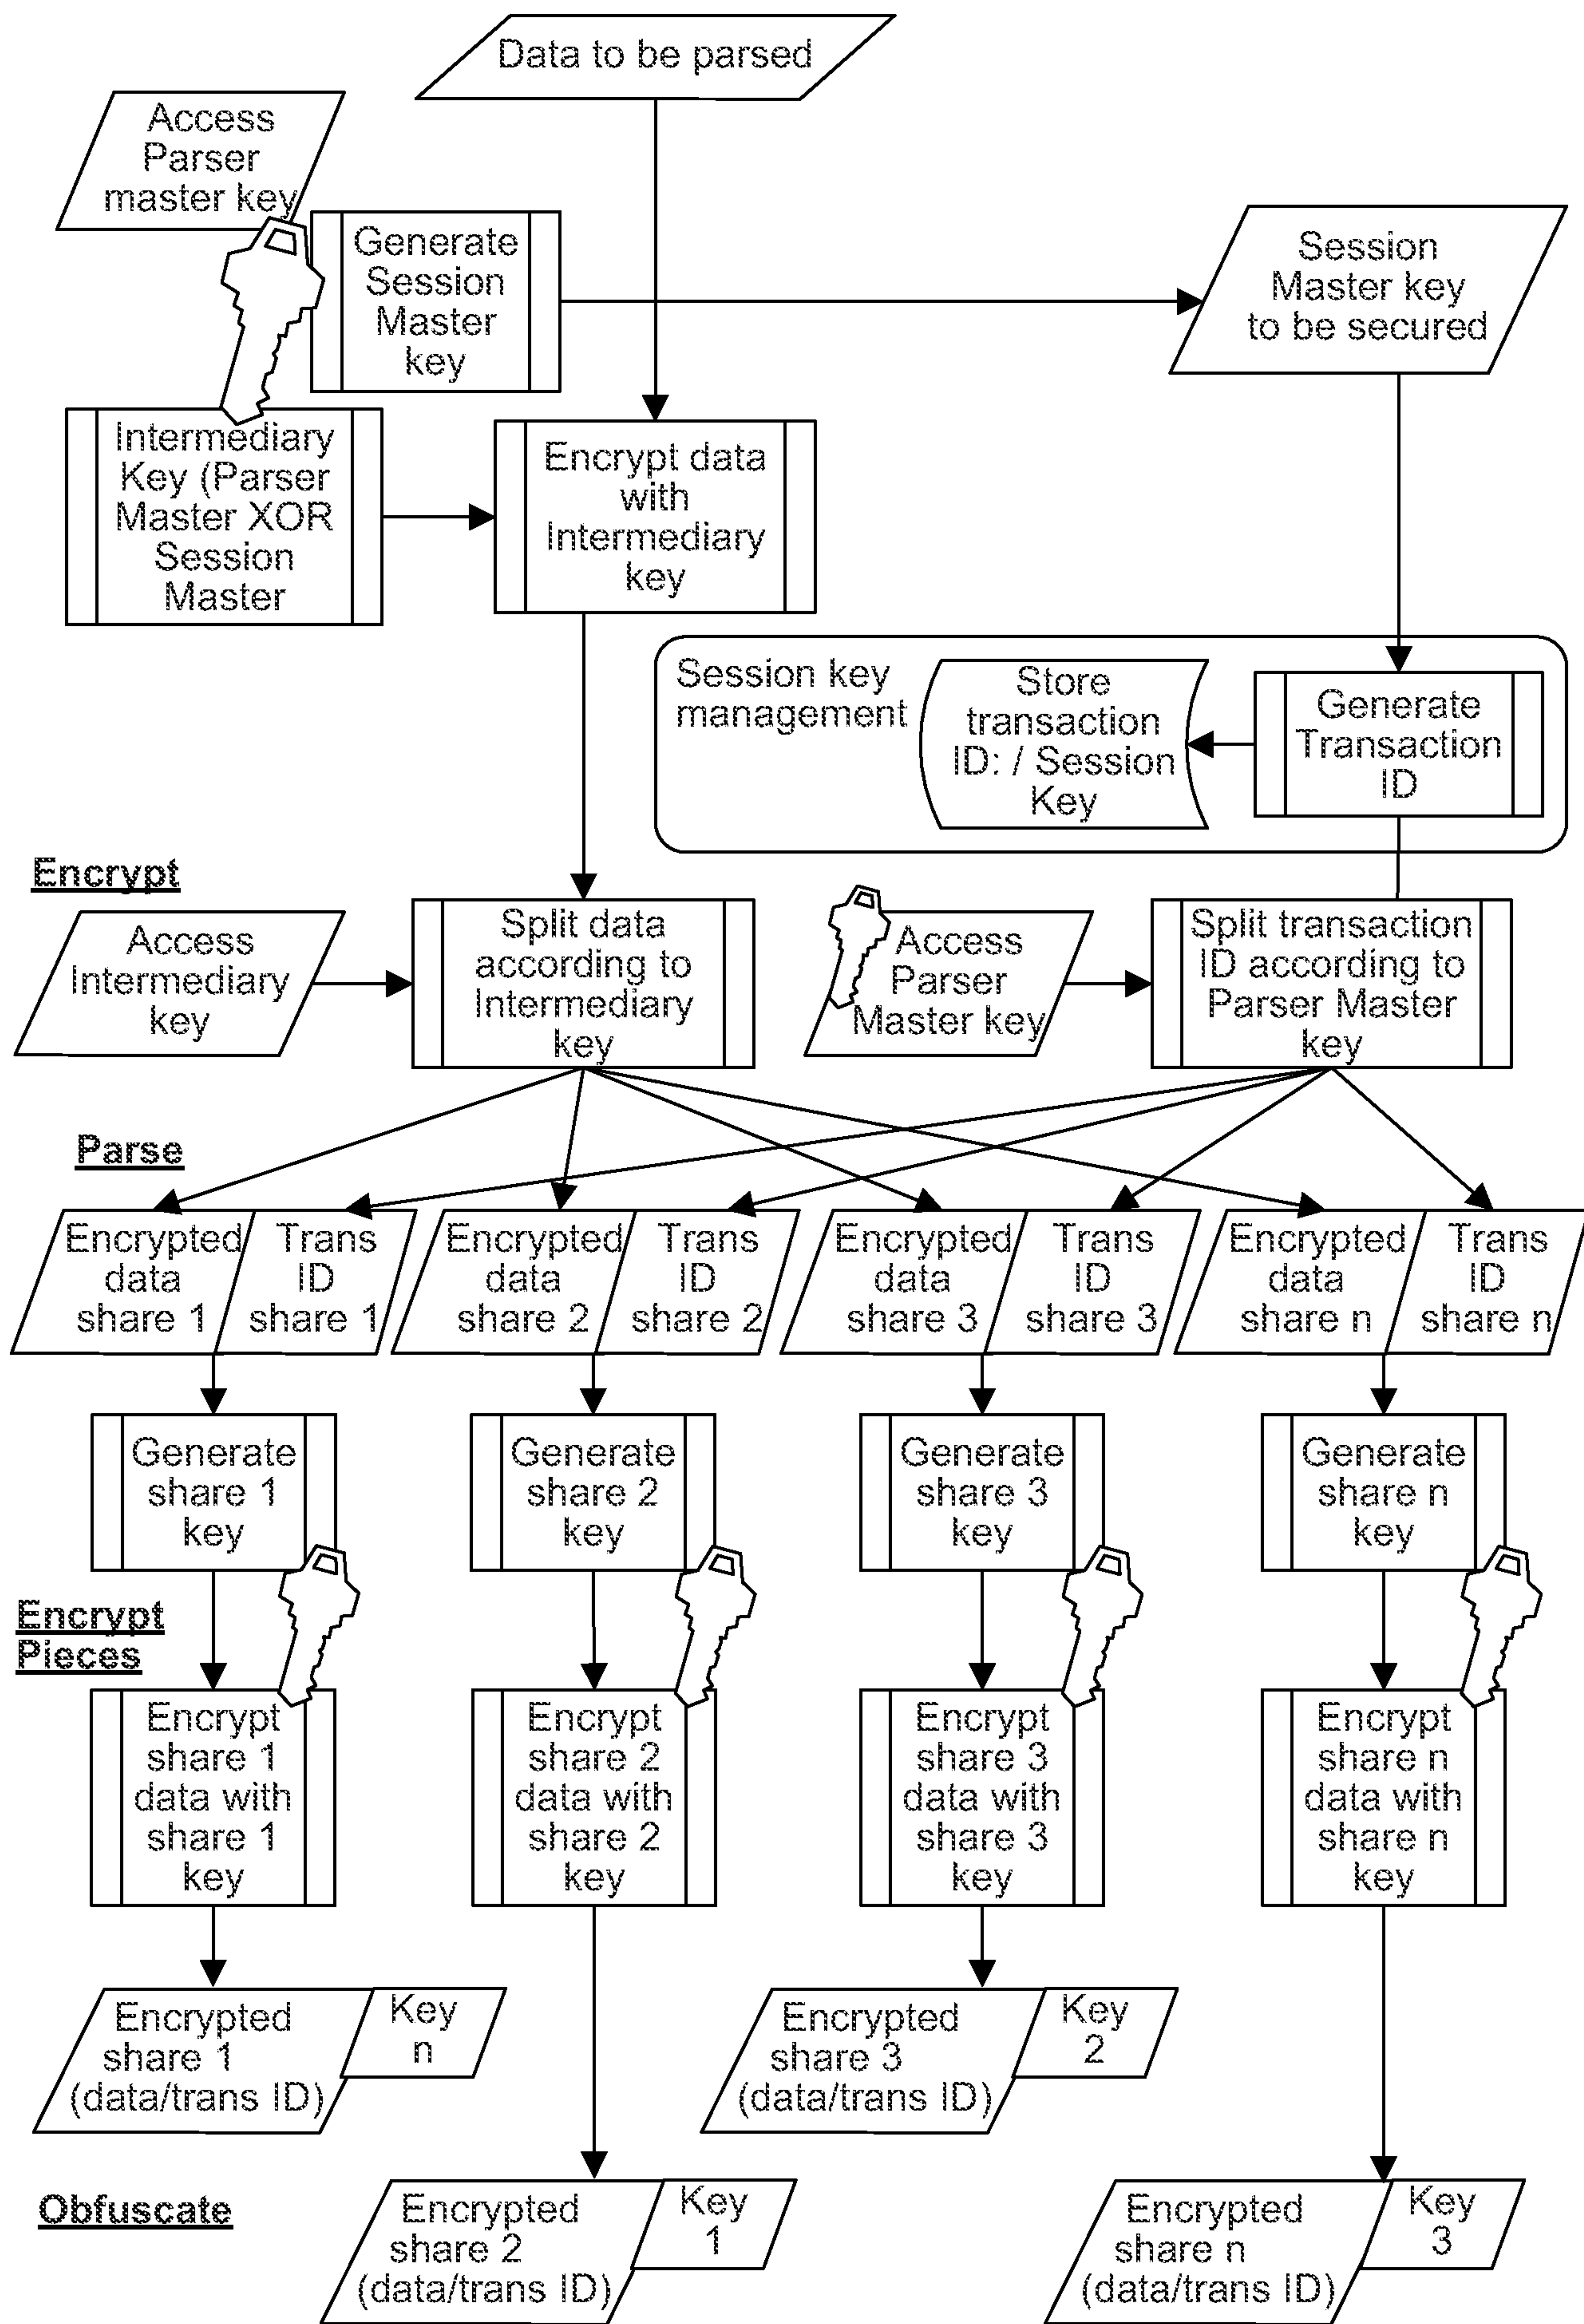 Data to be parsed
Access
Parser
master key
Generate
Session
Master
key
Session
Master key
to be secured
Intermediary
Key (Parser
Master XOR
Session
Master
Encrypt data
with
Intermediary
key
Session key
management
Store
transaction
ID: / Session
Key
Generate
Transaction
ID
Encrypt
Access
Intermediary
key
Split data
according to
Intermediary
key
Access
Parser
Master key
Split transaction
ID according to
Parser Master
key
Parse
Encrypted
data
share 1
Trans
ID
share 1
Encrypted
data
share 2
Trans
ID
share 2
Encrypted
data
share 3
Trans
ID
share 3
Encrypted
data
share n
Trans
ID
share n
Generate
share 1
key
Generate
share 2
key
Generate
share 3
key
Generate
share n
key
Encrypt
Pieces
Encrypt
share 1
data with
share 1
key
Encrypt
share 2
data with
share 2
key
Encrypt
share 3
data with
share 3
key
Encrypt
share n
data with
share n
key
Encrypted
share 1
(data/trans ID)
Key
n
Encrypted
share 3
(data/trans ID)
Key
2
Obfuscate
Encrypted
share 2
(data/trans ID)
Key
1
Encrypted
share n
(data/trans ID)
Key
3